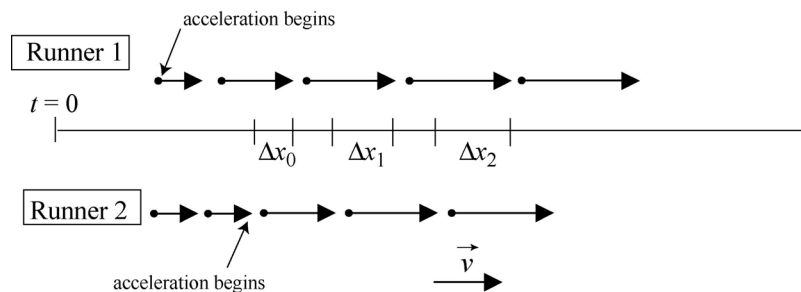 acceleration begins
Runner 1
t = 0
Δx₀ Δx₁ Δx₂
Runner 2
acceleration begins
v⃗